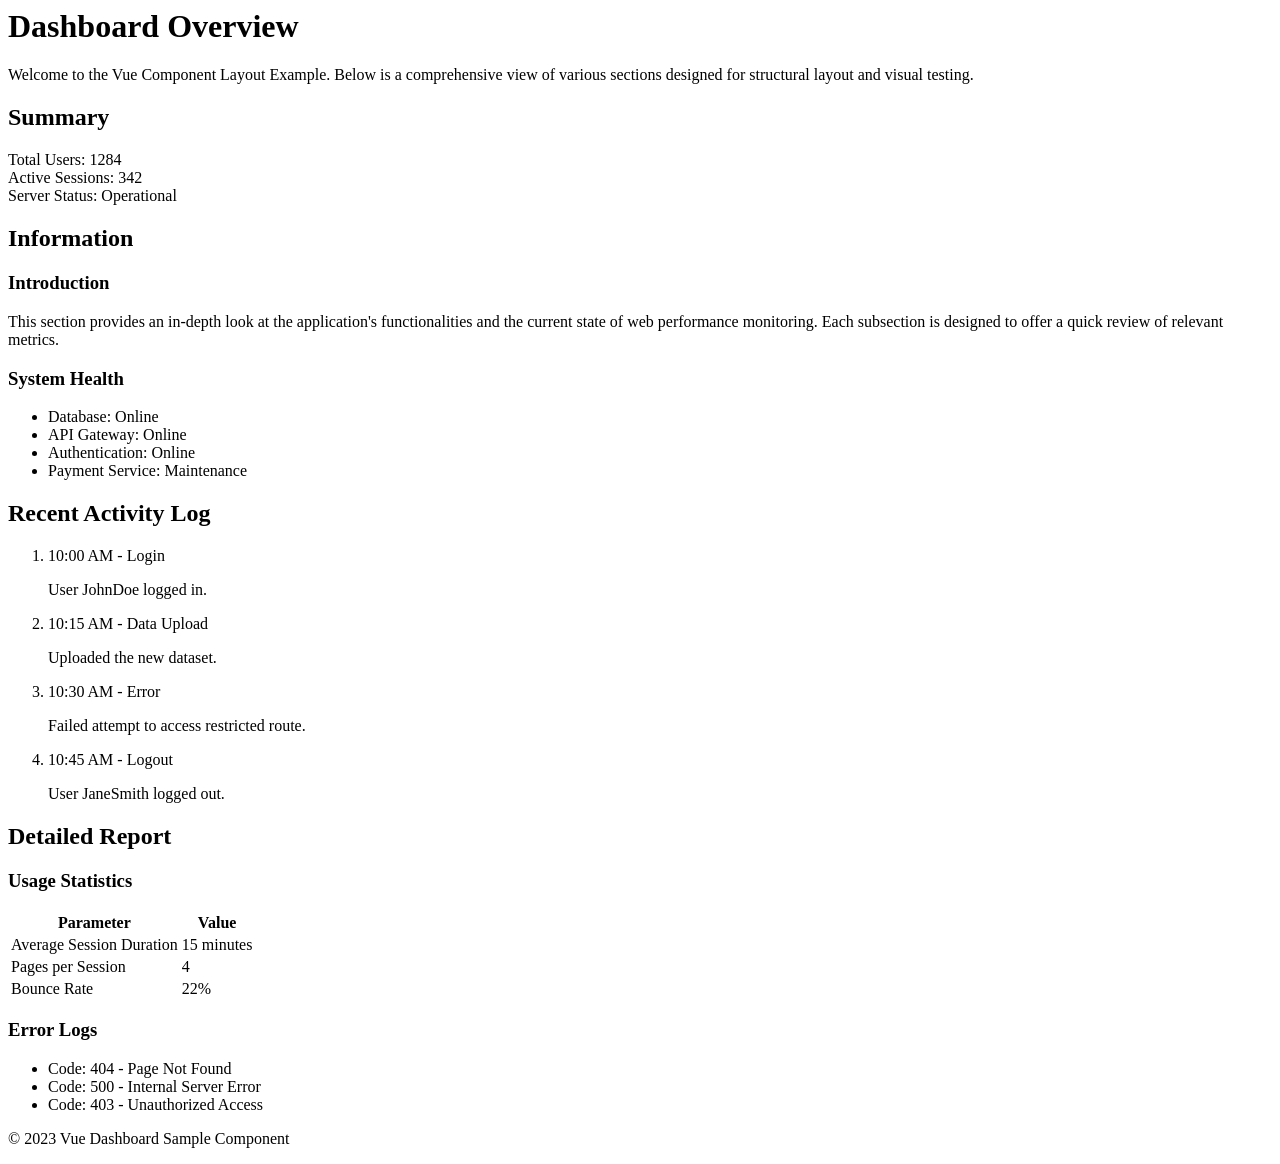 Dashboard Overview
Welcome to the Vue Component Layout Example. Below is a comprehensive view of various sections designed for structural layout and visual testing.
Summary
Total Users: 1284
Active Sessions: 342
Server Status: Operational
Information
Introduction
This section provides an in-depth look at the application's functionalities and the current state of web performance monitoring. Each subsection is designed to offer a quick review of relevant
metrics.
System Health
• Database: Online
• API Gateway: Online
• Authentication: Online
• Payment Service: Maintenance
Recent Activity Log
1. 10:00 AM - Login
User JohnDoe logged in.
2. 10:15 AM - Data Upload
Uploaded the new dataset.
3. 10:30 AM - Error
Failed attempt to access restricted route.
4. 10:45 AM - Logout
User JaneSmith logged out.
Detailed Report
Usage Statistics
Parameter Value
Average Session Duration 15 minutes
Pages per Session 4
Bounce Rate 22%
Error Logs
• Code: 404 - Page Not Found
• Code: 500 - Internal Server Error
• Code: 403 - Unauthorized Access
© 2023 Vue Dashboard Sample Component